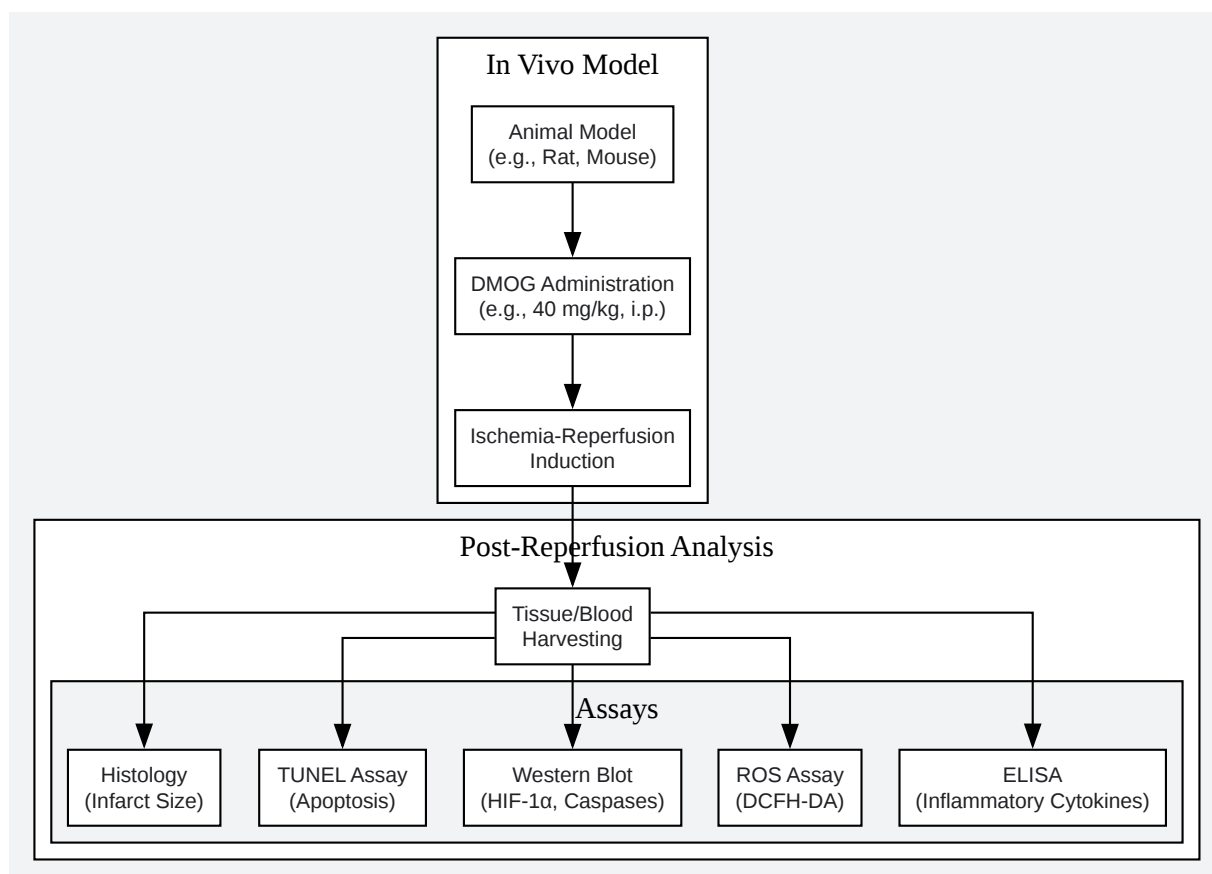 In Vivo Model
Animal Model
(e.g., Rat, Mouse)
DMOG Administration
(e.g., 40 mg/kg, i.p.)
Ischemia-Reperfusion
Induction
Post-Reperfusion Analysis
Tissue/Blood
Harvesting
Assays
Histology
(Infarct Size)
TUNEL Assay
(Apoptosis)
Western Blot
(HIF-1α, Caspases)
ROS Assay
(DCFH-DA)
ELISA
(Inflammatory Cytokines)